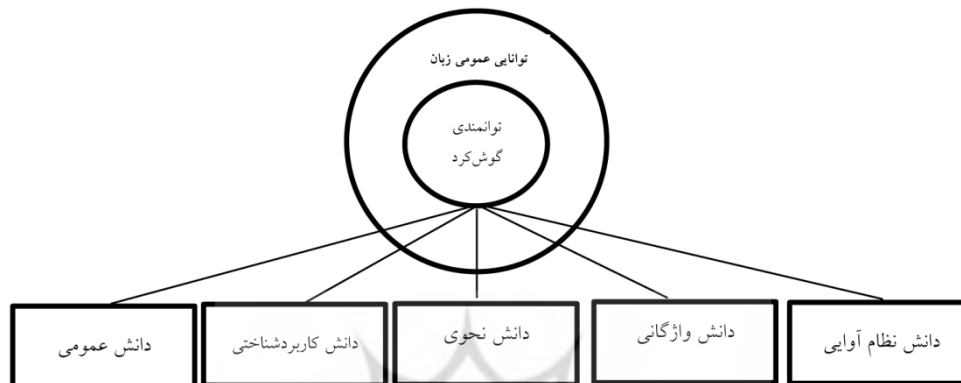 توانایی عمومی زبان
توانمندی
گوش‌کرد
دانش نظام آوایی
دانش واژگانی
دانش نحوی
دانش کاربردشناختی
دانش عمومی